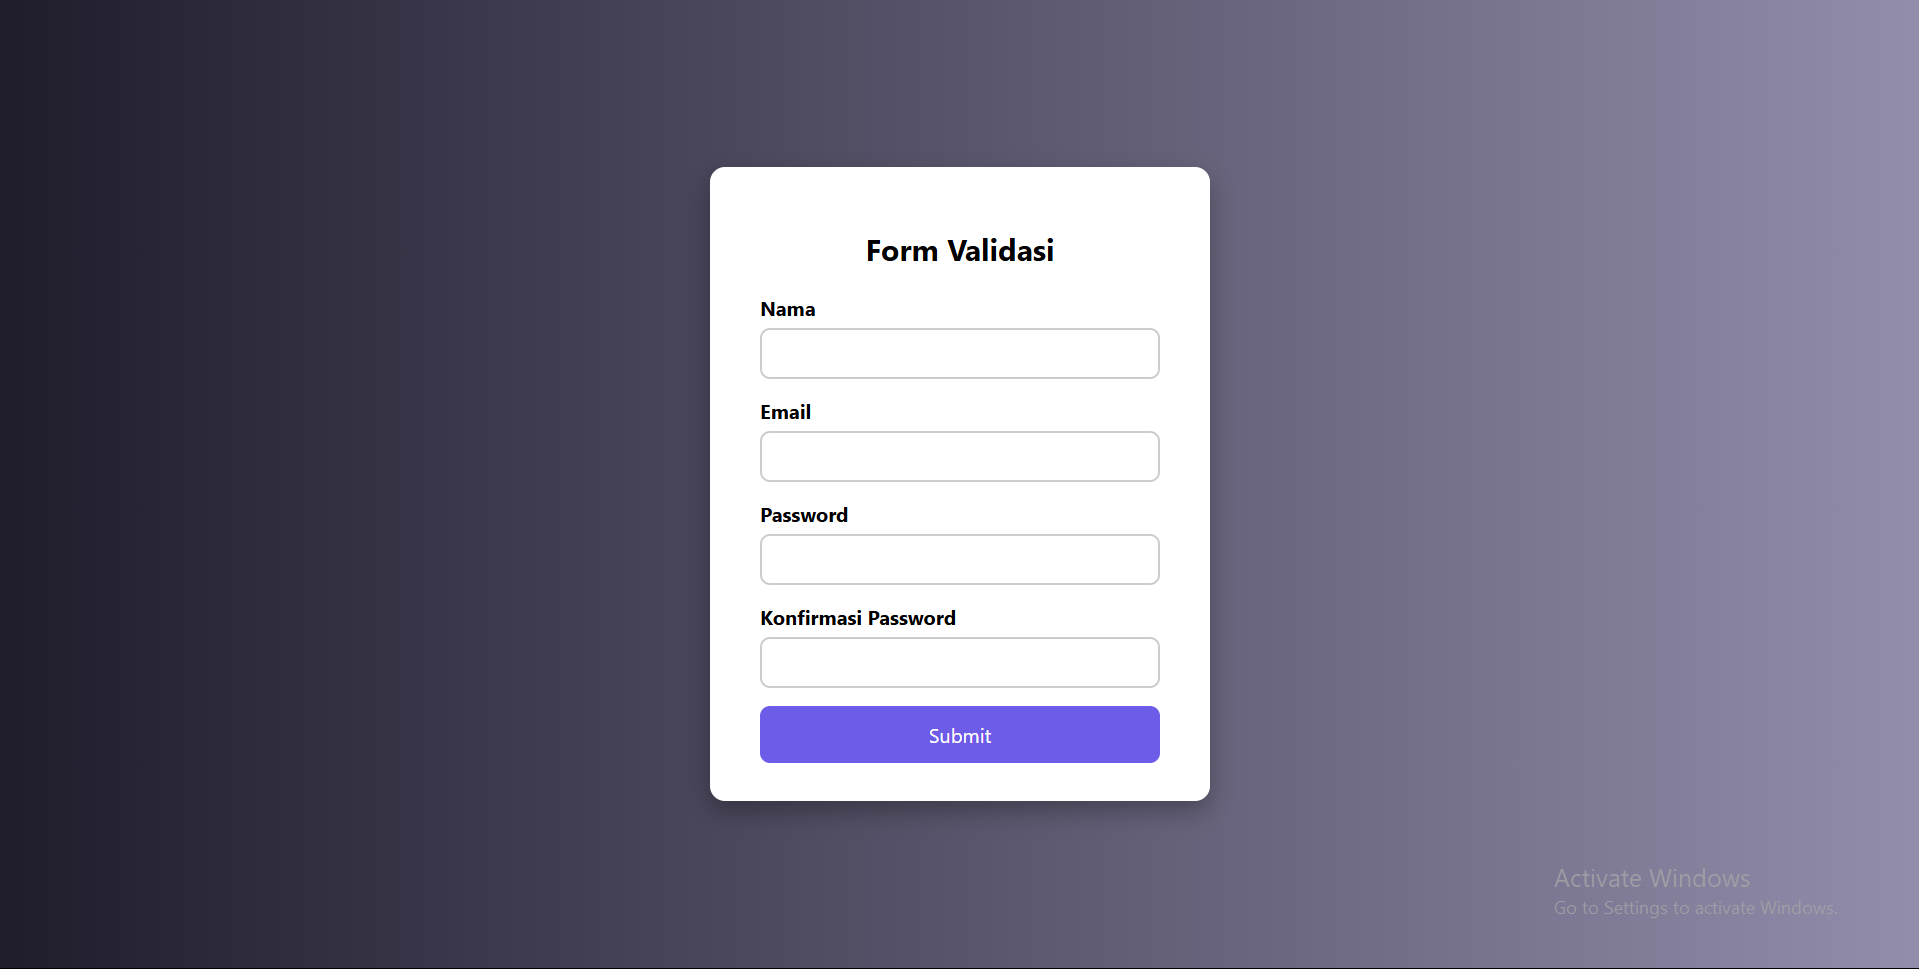 Form Validasi
Nama
Email
Password
Konfirmasi Password
Submit
Activate Windows
Go to Settings to activate Windows.